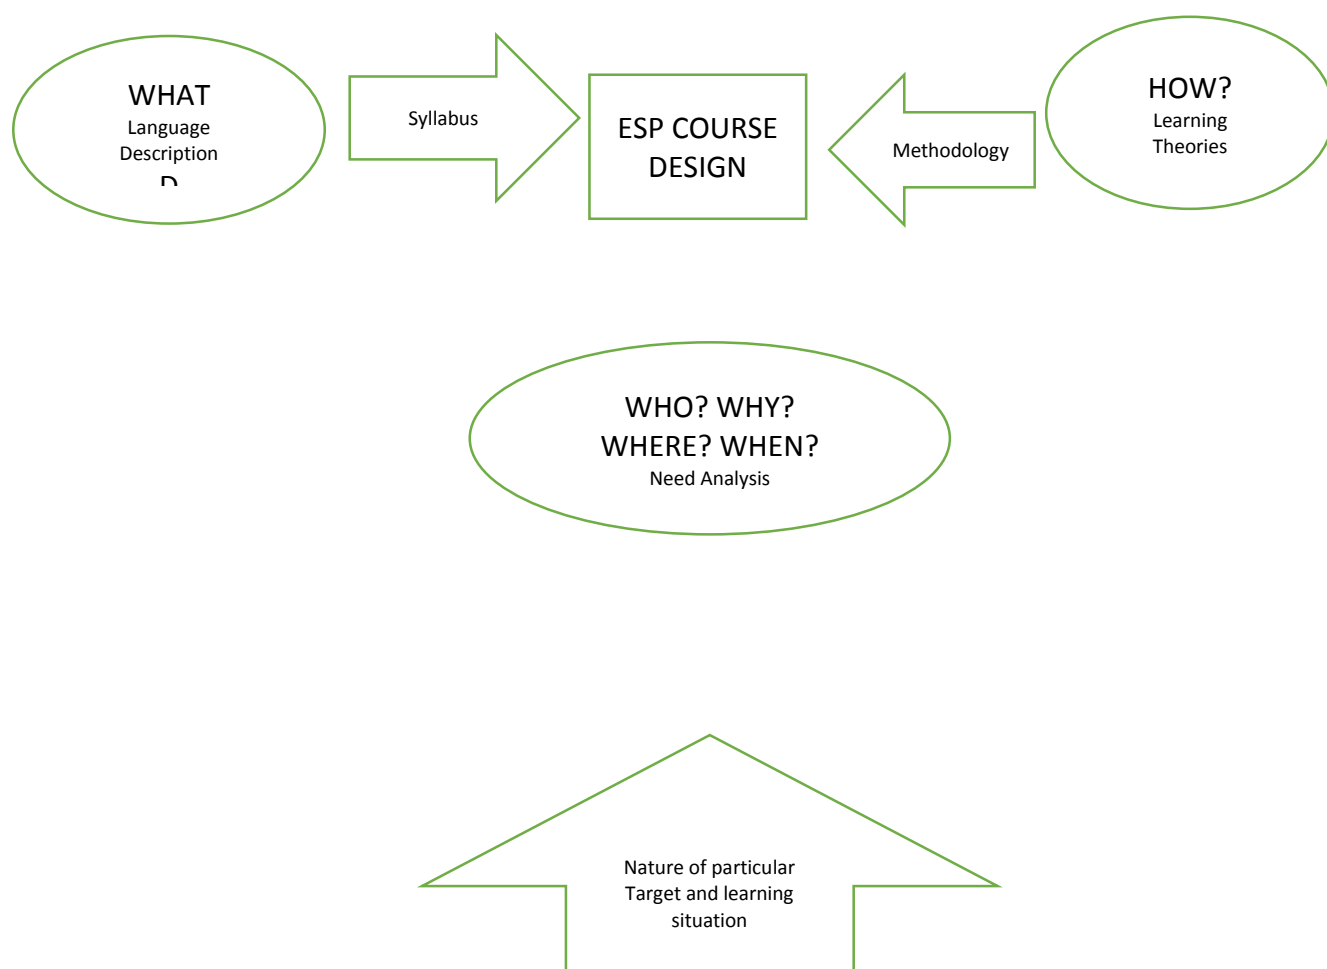 WHAT
Language
Description
Syllabus
ESP COURSE
DESIGN
Methodology
HOW?
Learning
Theories
WHO? WHY?
WHERE? WHEN?
Need Analysis
Nature of particular
Target and learning
situation